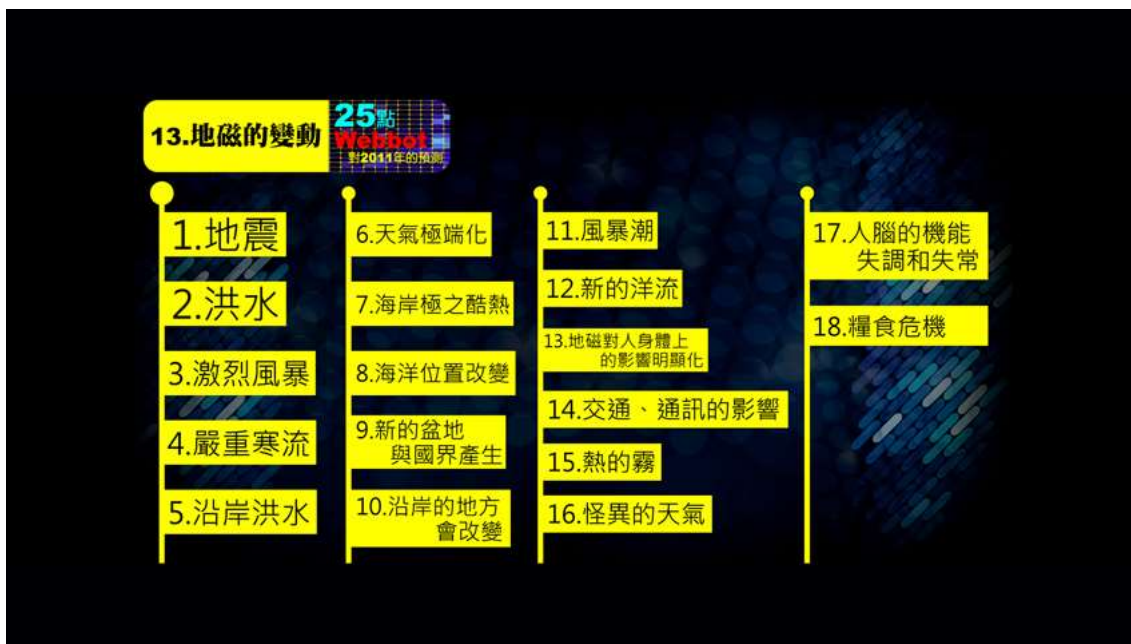 13.地磁的變動
25點
Webbot
對2011年的預測
1.地震
2.洪水
3.激烈風暴
4.嚴重寒流
5.沿岸洪水
6.天氣極端化
7.海岸極之酷熱
8.海洋位置改變
9.新的盆地
與國界產生
10.沿岸的地方
會改變
11.風暴潮
12.新的洋流
13.地磁對人身體上
的影響明顯化
14.交通、通訊的影響
15.熱的霧
16.怪異的天氣
17.人腦的機能
失調和失常
18.糧食危機